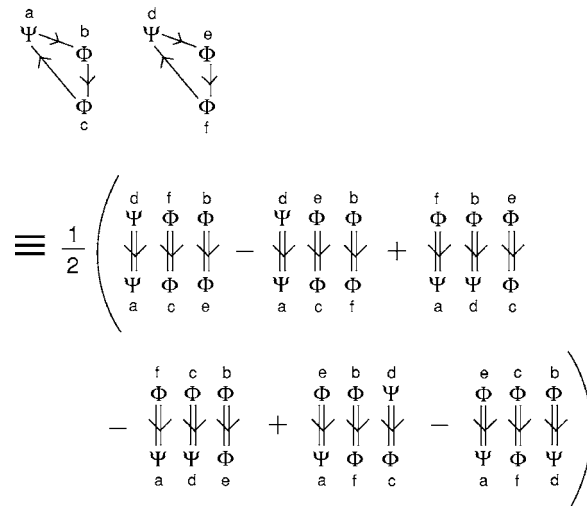 a d
Ψ b Ψ e
Φ Φ
Φ Φ
c f
d f b d e b f b e
Ψ Φ Φ Ψ Φ Φ Φ Φ Φ
≡ 1/2 ( − +
Ψ Φ Φ Ψ Φ Φ Ψ Ψ Φ
a c e a c f a d c
f c b e b d e c b
Φ Φ Φ Φ Φ Ψ Φ Φ Φ
− + − )
Ψ Ψ Φ Ψ Φ Φ Ψ Φ Ψ
a d e a f c a f d